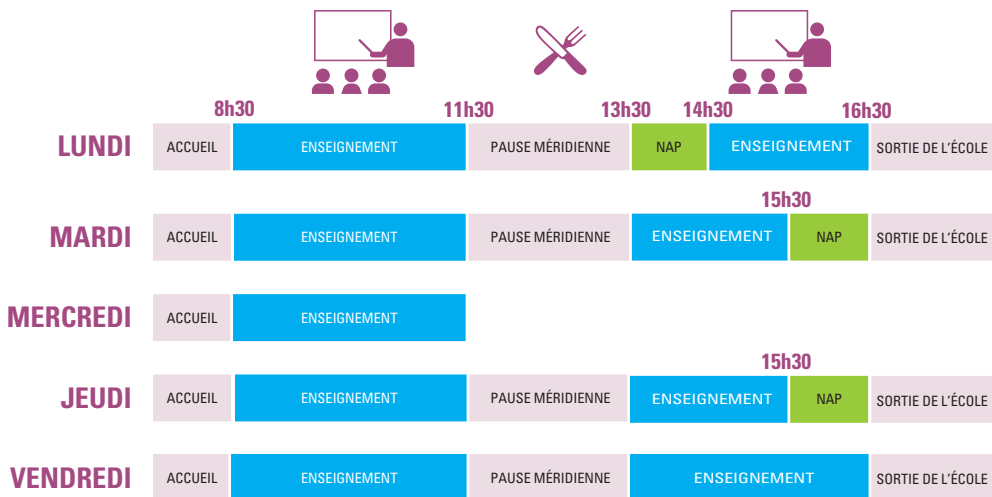 8h30 11h30 13h30 14h30 16h30
LUNDI ACCUEIL ENSEIGNEMENT PAUSE MÉRIDIENNE NAP ENSEIGNEMENT SORTIE DE L'ÉCOLE
15h30
MARDI ACCUEIL ENSEIGNEMENT PAUSE MÉRIDIENNE ENSEIGNEMENT NAP SORTIE DE L'ÉCOLE
MERCREDI ACCUEIL ENSEIGNEMENT
15h30
JEUDI ACCUEIL ENSEIGNEMENT PAUSE MÉRIDIENNE ENSEIGNEMENT NAP SORTIE DE L'ÉCOLE
VENDREDI ACCUEIL ENSEIGNEMENT PAUSE MÉRIDIENNE ENSEIGNEMENT SORTIE DE L'ÉCOLE